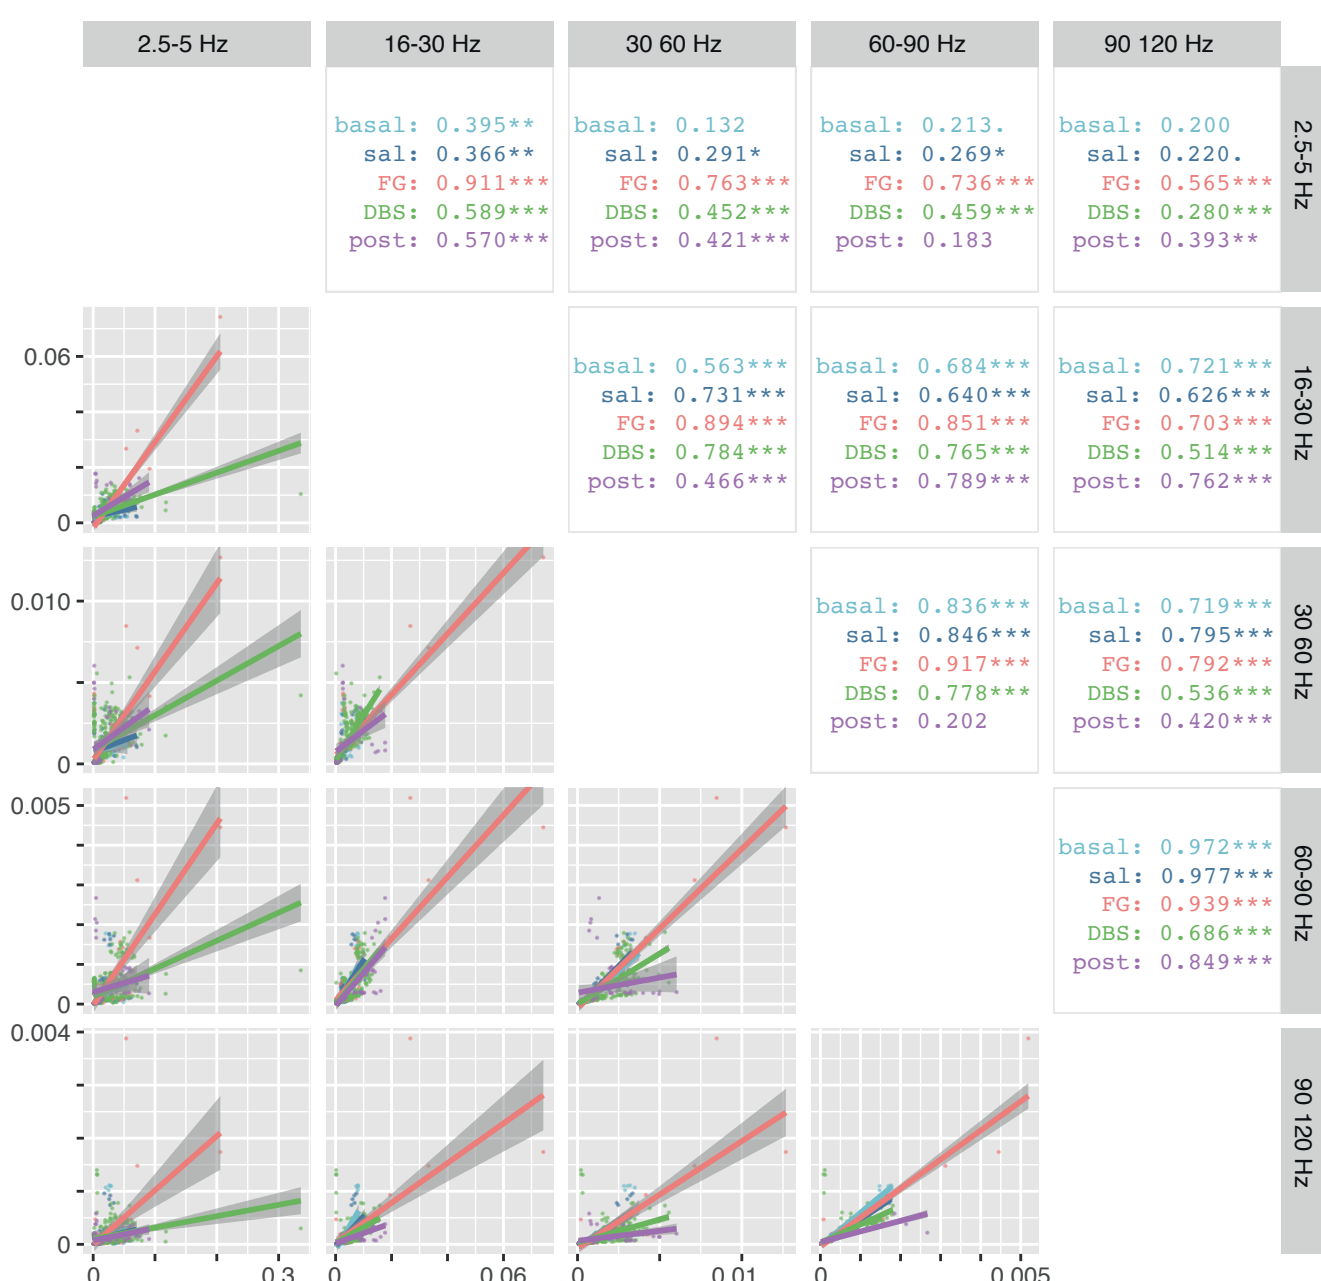 2.5-5 Hz 16-30 Hz 30 60 Hz 60-90 Hz 90 120 Hz
basal: 0.395** basal: 0.132 basal: 0.213. basal: 0.200
sal: 0.366** sal: 0.291* sal: 0.269* sal: 0.220.
FG: 0.911*** FG: 0.763*** FG: 0.736*** FG: 0.565***
DBS: 0.589*** DBS: 0.452*** DBS: 0.459*** DBS: 0.280***
post: 0.570*** post: 0.421*** post: 0.183 post: 0.393**
2.5-5 Hz
0.06
0
basal: 0.563*** basal: 0.684*** basal: 0.721***
sal: 0.731*** sal: 0.640*** sal: 0.626***
FG: 0.894*** FG: 0.851*** FG: 0.703***
DBS: 0.784*** DBS: 0.765*** DBS: 0.514***
post: 0.466*** post: 0.789*** post: 0.762***
16-30 Hz
0.010
0
basal: 0.836*** basal: 0.719***
sal: 0.846*** sal: 0.795***
FG: 0.917*** FG: 0.792***
DBS: 0.778*** DBS: 0.536***
post: 0.202 post: 0.420***
30 60 Hz
0.005
0
basal: 0.972***
sal: 0.977***
FG: 0.939***
DBS: 0.686***
post: 0.849***
60-90 Hz
0.004
0
90 120 Hz
0 0.3 0 0.06 0 0.01 0 0.005